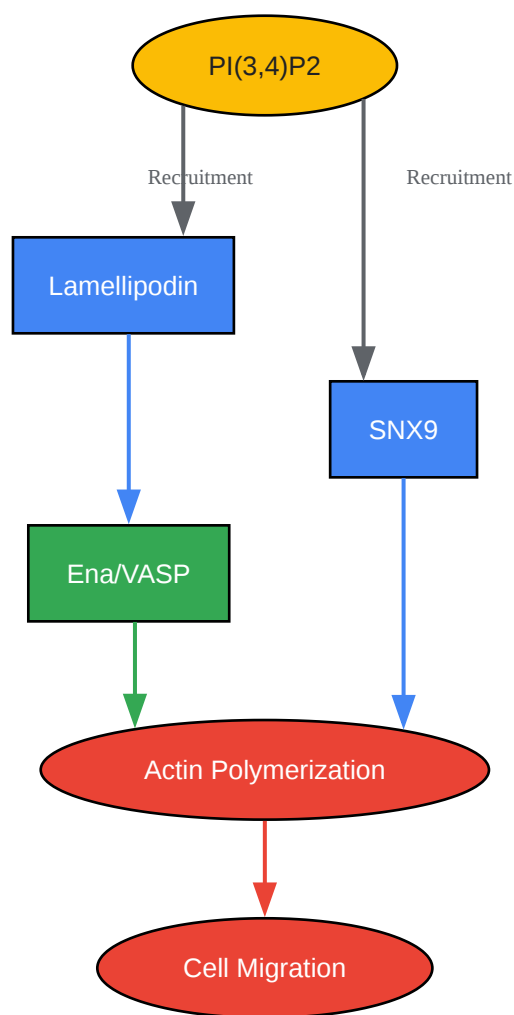 PI(3,4)P2
Recruitment
Recruitment
Lamellipodin
SNX9
Ena/VASP
Actin Polymerization
Cell Migration